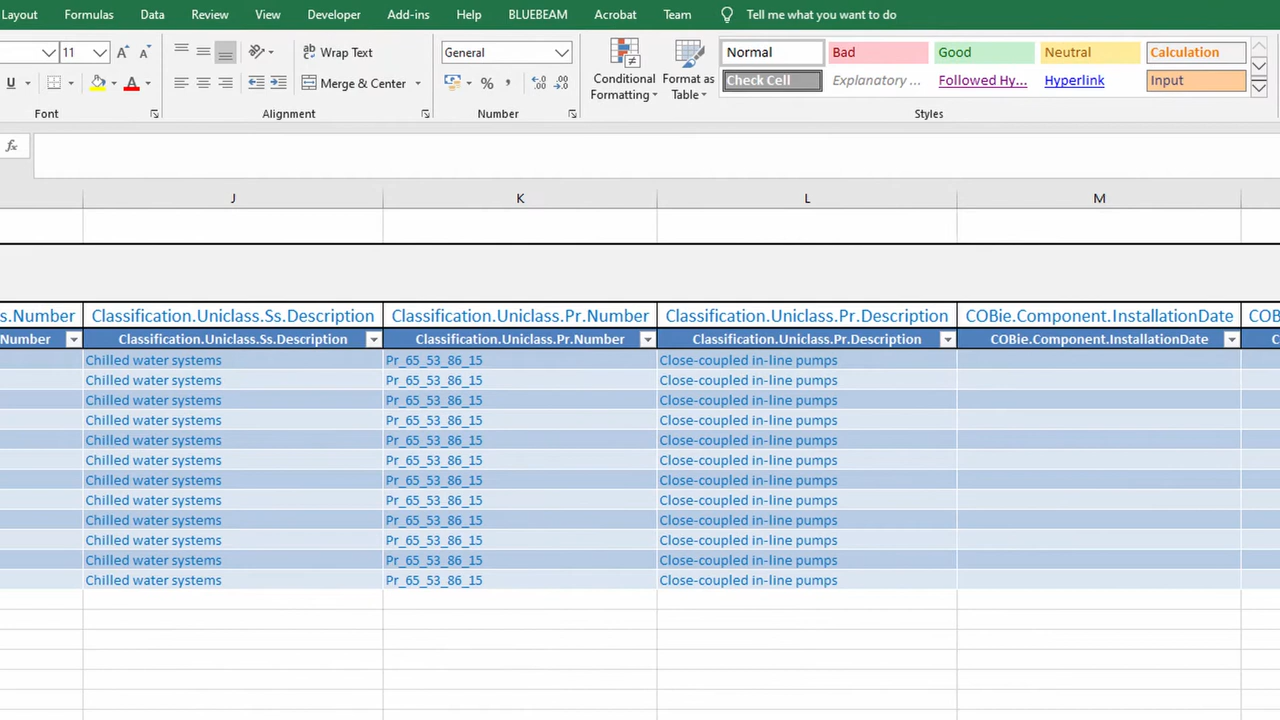 Layout Formulas Data Review View Developer Add-ins Help BLUEBEAM Acrobat Team Tell me what you want to do
11 A A ab Wrap Text General Conditional Formatting Format as Table Normal Bad Good Neutral Calculation
U A Merge & Center % , .00 Check Cell Explanatory ... Followed Hy... Hyperlink Input
Font Alignment Number Styles
fx
J K L M
s.Number Classification.Uniclass.Ss.Description Classification.Uniclass.Pr.Number Classification.Uniclass.Pr.Description COBie.Component.InstallationDate COB
Number Classification.Uniclass.Ss.Description Classification.Uniclass.Pr.Number Classification.Uniclass.Pr.Description COBie.Component.InstallationDate C
Chilled water systems Pr_65_53_86_15 Close-coupled in-line pumps
Chilled water systems Pr_65_53_86_15 Close-coupled in-line pumps
Chilled water systems Pr_65_53_86_15 Close-coupled in-line pumps
Chilled water systems Pr_65_53_86_15 Close-coupled in-line pumps
Chilled water systems Pr_65_53_86_15 Close-coupled in-line pumps
Chilled water systems Pr_65_53_86_15 Close-coupled in-line pumps
Chilled water systems Pr_65_53_86_15 Close-coupled in-line pumps
Chilled water systems Pr_65_53_86_15 Close-coupled in-line pumps
Chilled water systems Pr_65_53_86_15 Close-coupled in-line pumps
Chilled water systems Pr_65_53_86_15 Close-coupled in-line pumps
Chilled water systems Pr_65_53_86_15 Close-coupled in-line pumps
Chilled water systems Pr_65_53_86_15 Close-coupled in-line pumps